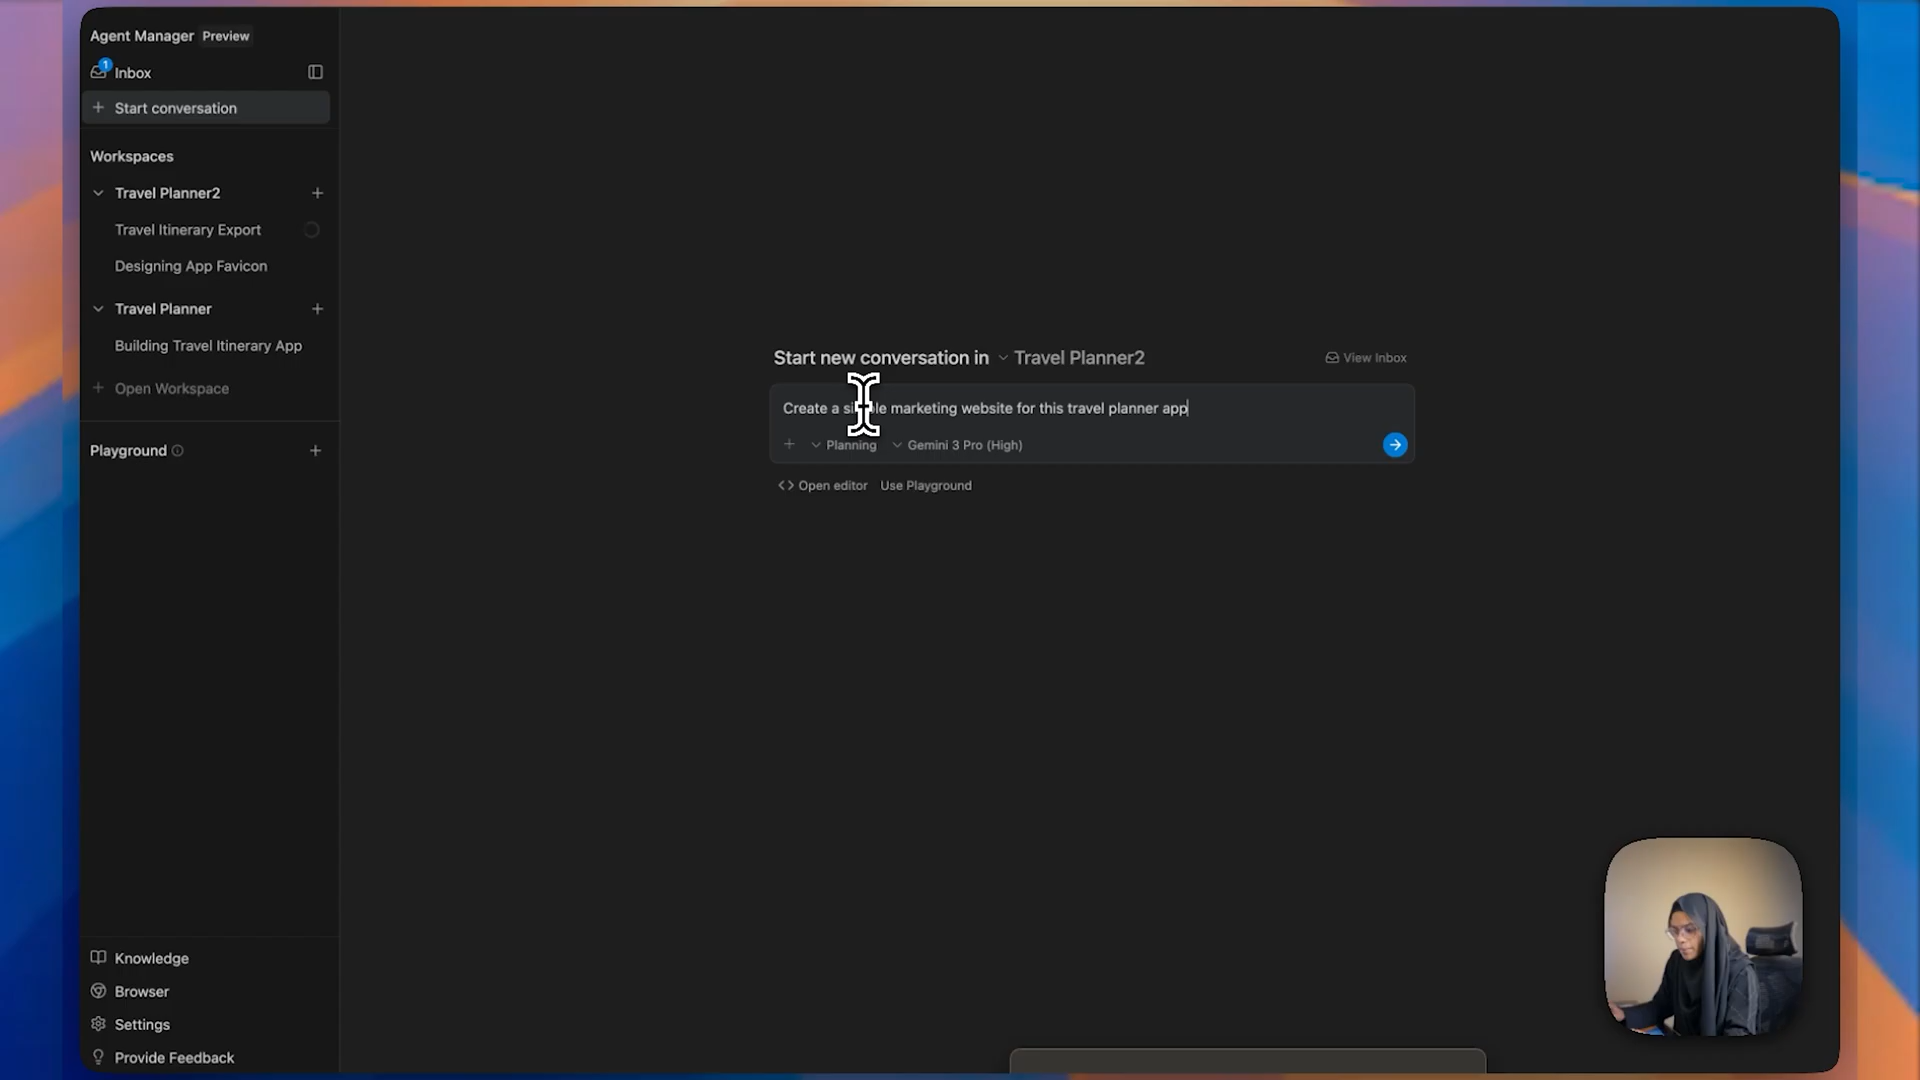 Agent Manager Preview
1
Inbox
Start conversation
Workspaces
Travel Planner2
Travel Itinerary Export
Designing App Favicon
Travel Planner
Building Travel Itinerary App
Open Workspace
Playground
Start new conversation in Travel Planner2
View Inbox
Create a simple marketing website for this travel planner app
Planning Gemini 3 Pro (High)
Open editor Use Playground
Knowledge
Browser
Settings
Provide Feedback